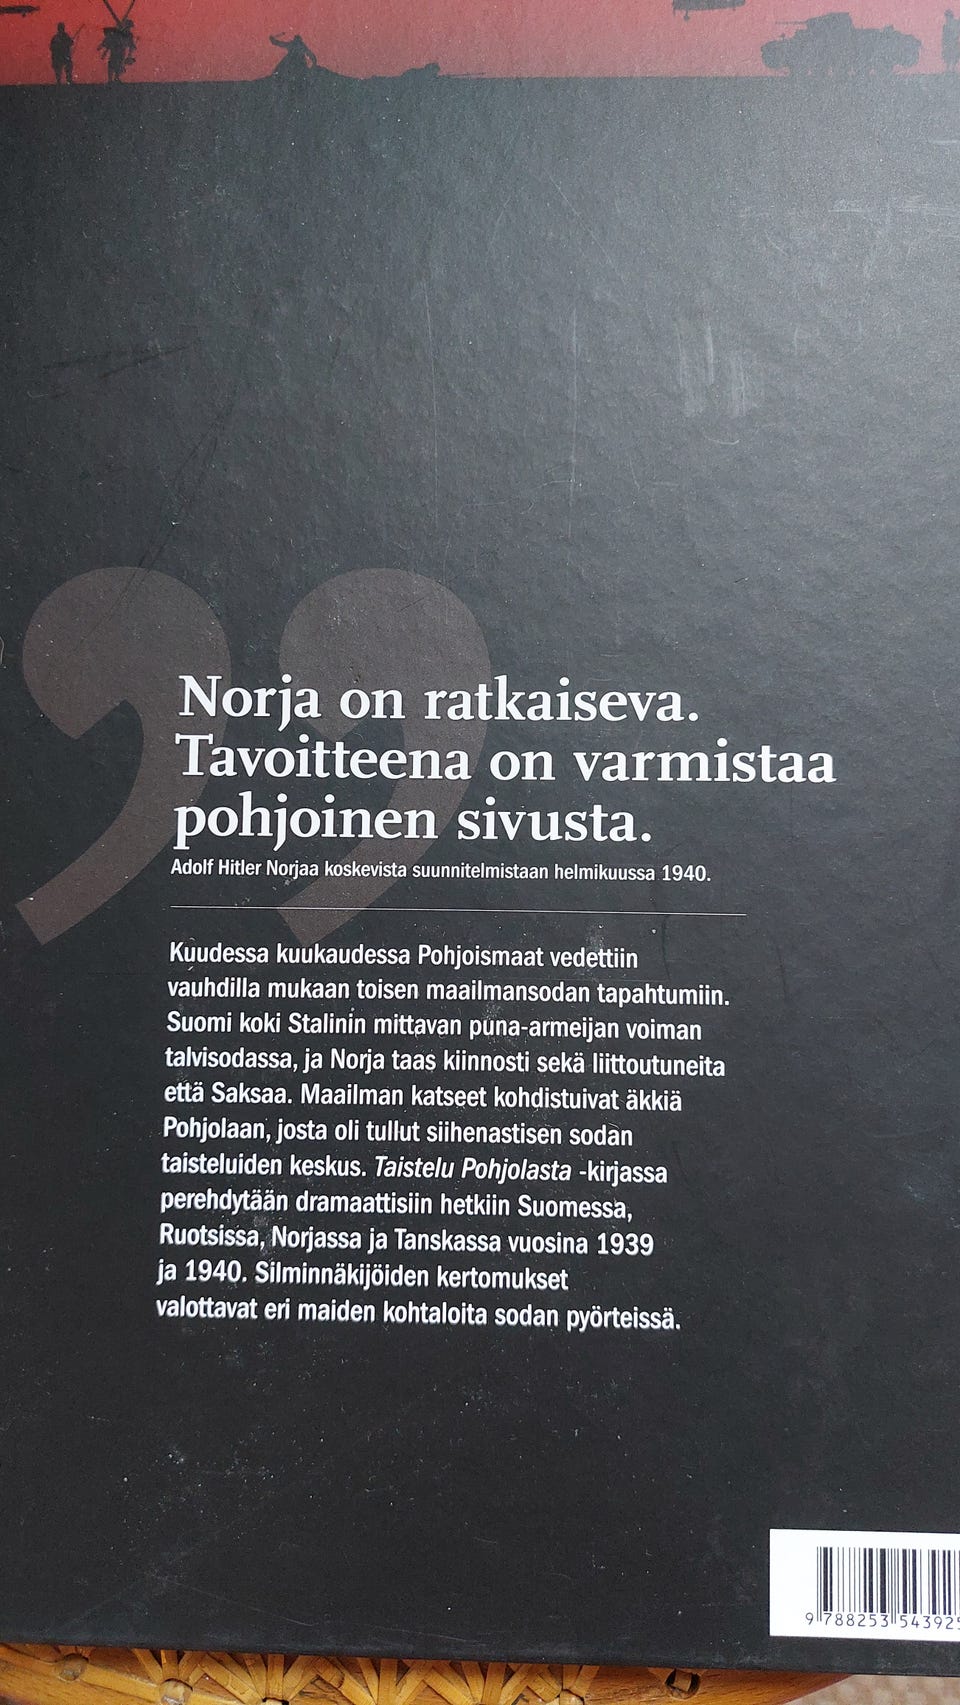 Norja on ratkaiseva.
Tavoitteena on varmistaa
pohjoinen sivusta.
Adolf Hitler Norjaa koskevista suunnitelmistaan helmikuussa 1940.
Kuudessa kuukaudessa Pohjoismaat vedettiin
vauhdilla mukaan toisen maailmansodan tapahtumiin.
Suomi koki Stalinin mittavan puna-armeijan voiman
talvisodassa, ja Norja taas kiinnosti sekä liittoutuneita
että Saksaa. Maailman katseet kohdistuivat äkkiä
Pohjolaan, josta oli tullut siihenastisen sodan
taisteluiden keskus. Taistelu Pohjolasta -kirjassa
perehdytään dramaattisiin hetkiin Suomessa,
Ruotsissa, Norjassa ja Tanskassa vuosina 1939
ja 1940. Silminnäkijöiden kertomukset
valottavat eri maiden kohtaloita sodan pyörteissä.
9 788253 543925